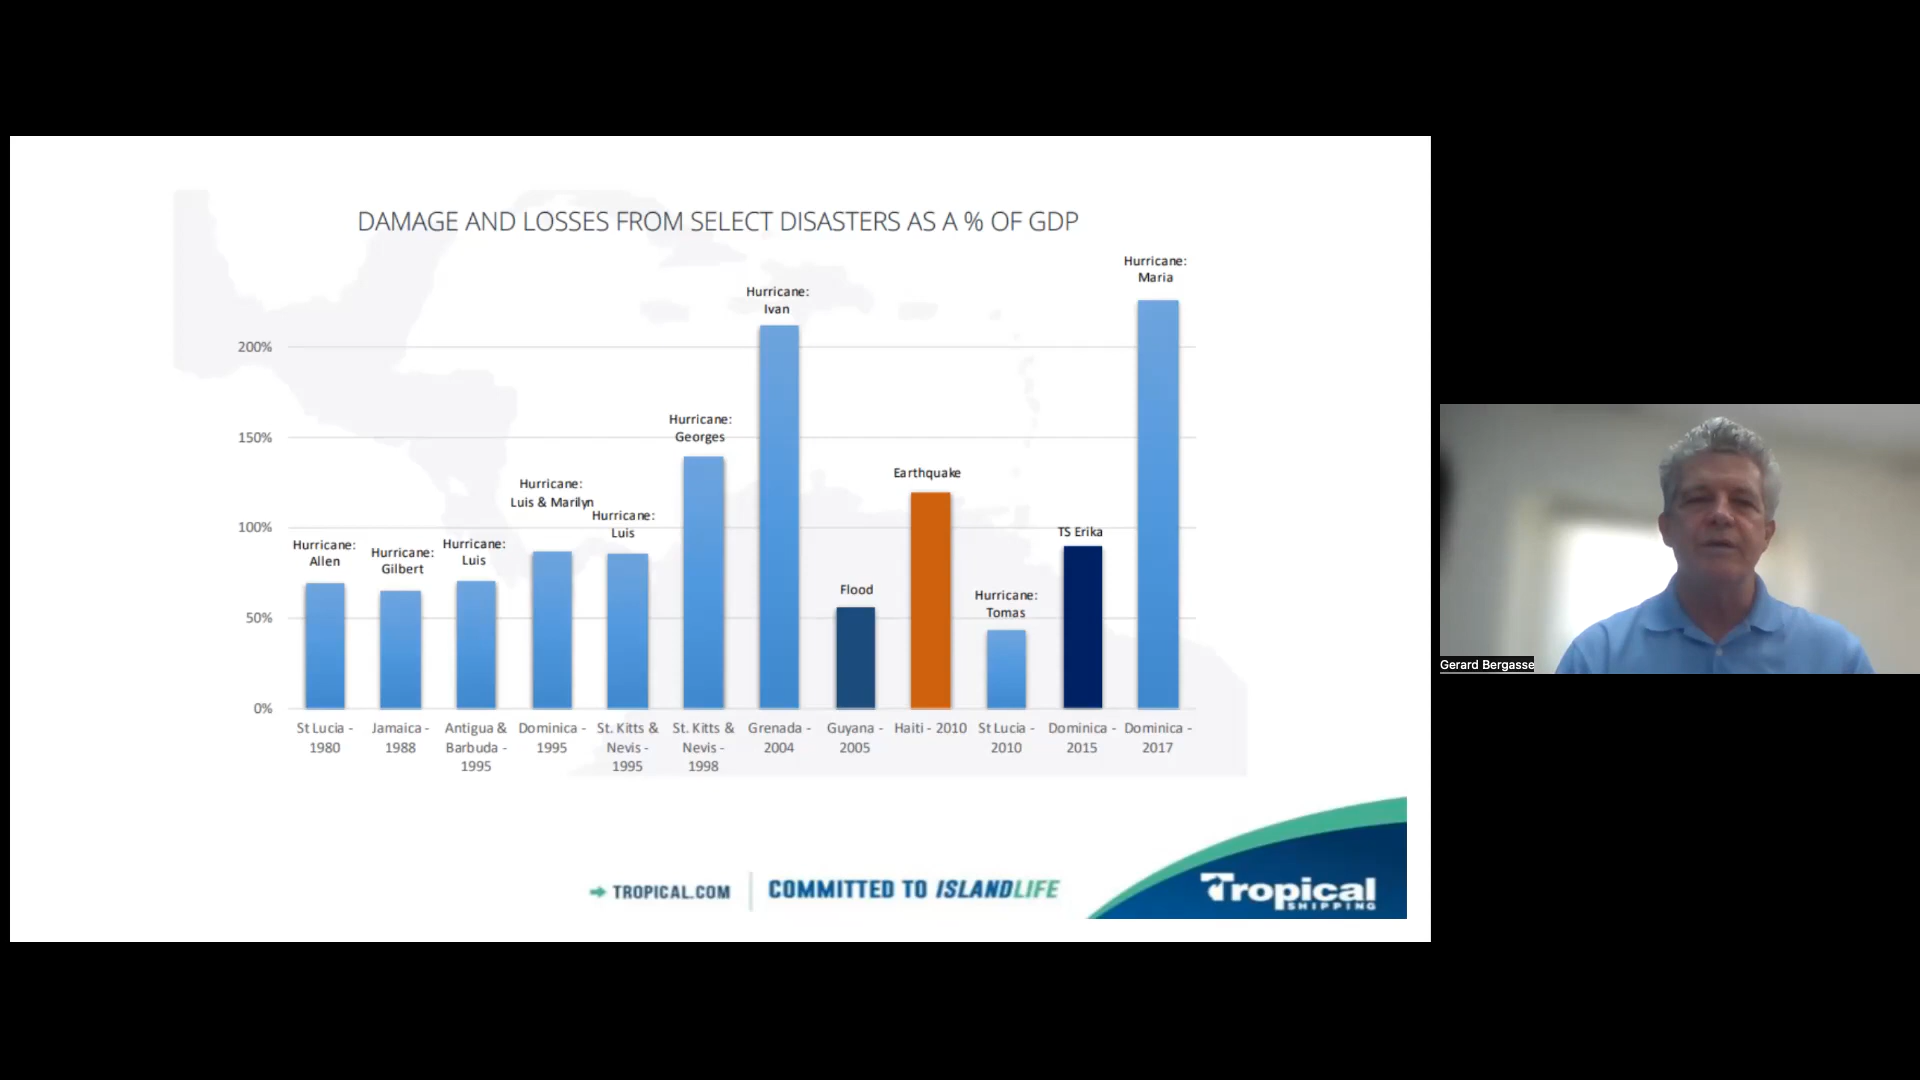 DAMAGE AND LOSSES FROM SELECT DISASTERS AS A % OF GDP
200%
150%
100%
50%
0%
Hurricane:
Allen
Hurricane:
Gilbert
Hurricane:
Luis
Hurricane:
Luis & Marilyn
Hurricane:
Luis
Hurricane:
Georges
Hurricane:
Ivan
Flood
Earthquake
Hurricane:
Tomas
TS Erika
Hurricane:
Maria
St Lucia -
1980
Jamaica -
1988
Antigua &
Barbuda -
1995
Dominica -
1995
St. Kitts &
Nevis -
1995
St. Kitts &
Nevis -
1998
Grenada -
2004
Guyana -
2005
Haiti - 2010
St Lucia -
2010
Dominica -
2015
Dominica -
2017
TROPICAL.COM
COMMITTED TO ISLANDLIFE
Tropical
SHIPPING
Gerard Bergasse